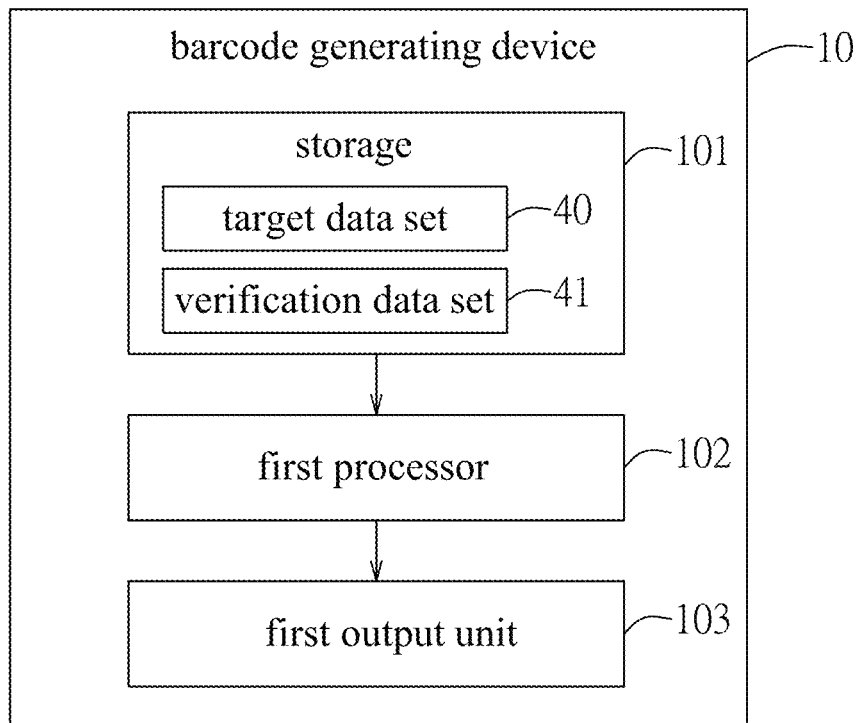 barcode generating device
10
storage
101
target data set
40
verification data set
41
first processor
102
first output unit
103